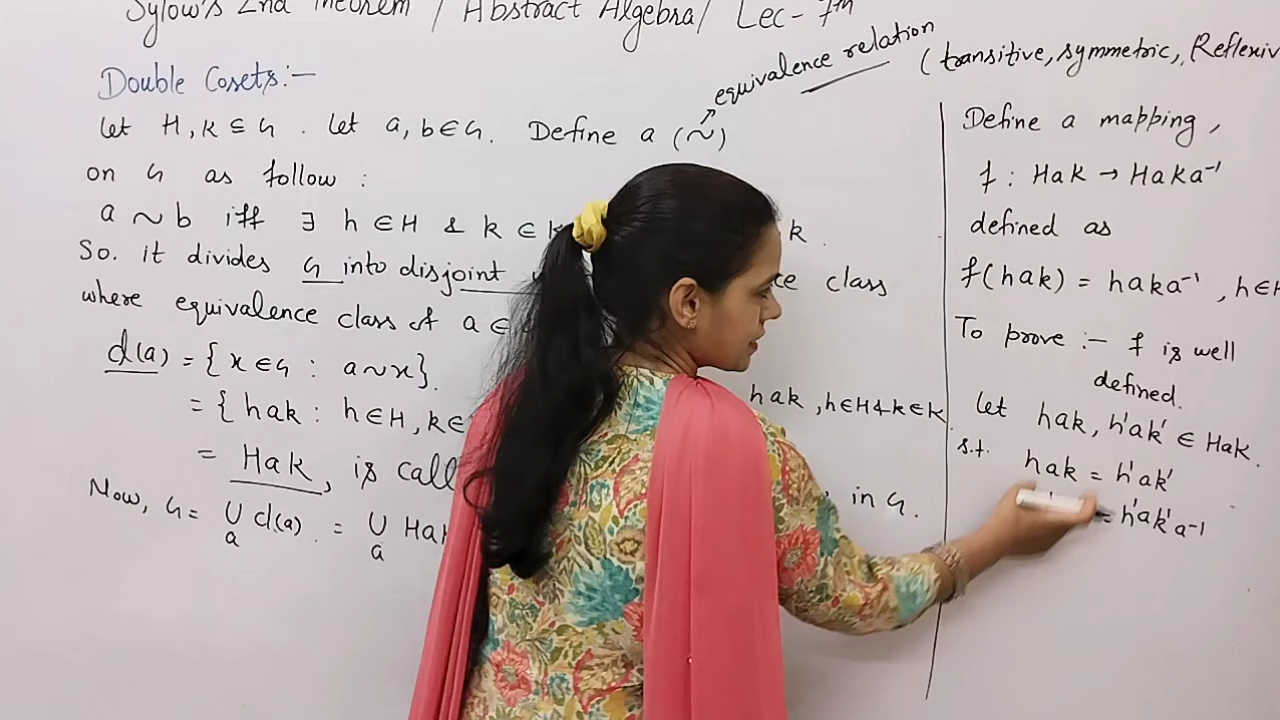 Sylow's 2nd Theorem / Abstract Algebra / Lec- 7th
Double Cosets:-
let H, K ⊆ G . Let a, b ∈ G. Define a (~)
equivalence relation
(transitive, symmetric, Reflexiv
on G as follow :
a ~ b iff ∃ h ∈ H & k ∈ K k.
So. it divides G into disjoint ce class
where equivalence class of a ∈
cl(a) = { x ∈ G : a~x}.
= { hak : h ∈ H, k ∈ hak , h∈H & k∈K.
= Hak, is call in G.
Now, G = ∪ cl(a). = ∪ Hak
a a
Define a mapping,
f : Hak → Haka⁻¹
defined as
f(hak) = haka⁻¹ , h∈H
To prove :- f is well
defined.
let hak, h'ak' ∈ Hak.
s.t. hak = h'ak'
= h'ak'a-1